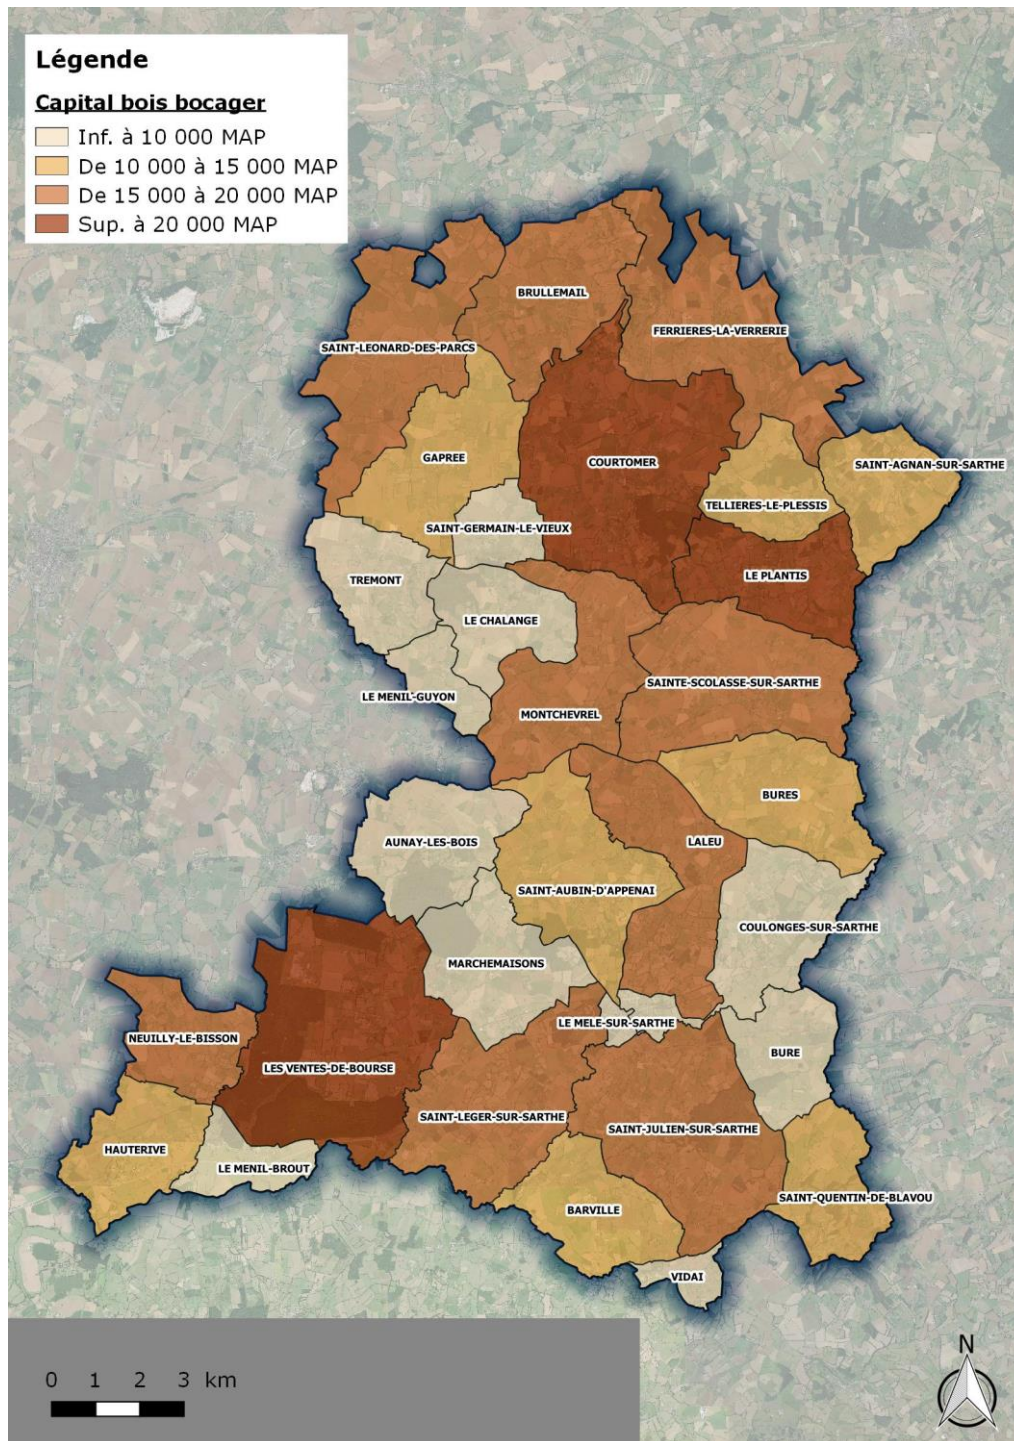 Légende
Capital bois bocager
Inf. à 10 000 MAP
De 10 000 à 15 000 MAP
De 15 000 à 20 000 MAP
Sup. à 20 000 MAP
BRULLEMAIL
FERRIERES-LA-VERRERIE
SAINT-LEONARD-DES-PARCS
GAPREE
COURTOMER
SAINT-AGNAN-SUR-SARTHE
TELLIERES-LE-PLESSIS
SAINT-GERMAIN-LE-VIEUX
TREMONT
LE PLANTIS
LE CHALANGE
SAINTE-SCOLASSE-SUR-SARTHE
LE MENIL-GUYON
MONTCHEVREL
BURES
AUNAY-LES-BOIS
LALEU
SAINT-AUBIN-D'APPENAI
COULONGES-SUR-SARTHE
MARCHEMAISONS
LE MELE-SUR-SARTHE
NEUILLY-LE-BISSON
BURE
LES VENTES-DE-BOURSE
SAINT-LEGER-SUR-SARTHE
SAINT-JULIEN-SUR-SARTHE
HAUTERIVE
LE MENIL-BROUT
SAINT-QUENTIN-DE-BLAVOU
BARVILLE
VIDAI
N
0 1 2 3 km